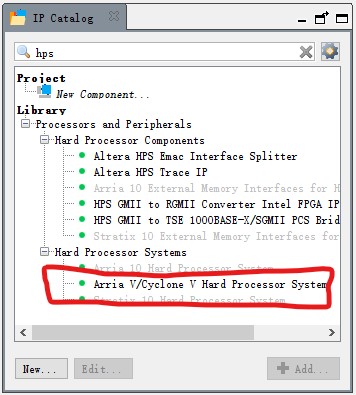 IP Catalog
hps
Project
New Component...
Library
Processors and Peripherals
Hard Processor Components
Altera HPS Emac Interface Splitter
Altera HPS Trace IP
Arria 10 External Memory Interfaces for H
HPS GMII to RGMII Converter Intel FPGA IP
HPS GMII to TSE 1000BASE-X/SGMII PCS Brid
Stratix 10 External Memory Interfaces for
Hard Processor Systems
Arria 10 Hard Processor System
Arria V/Cyclone V Hard Processor System
Stratix 10 Hard Processor System
New...
Edit...
Add...